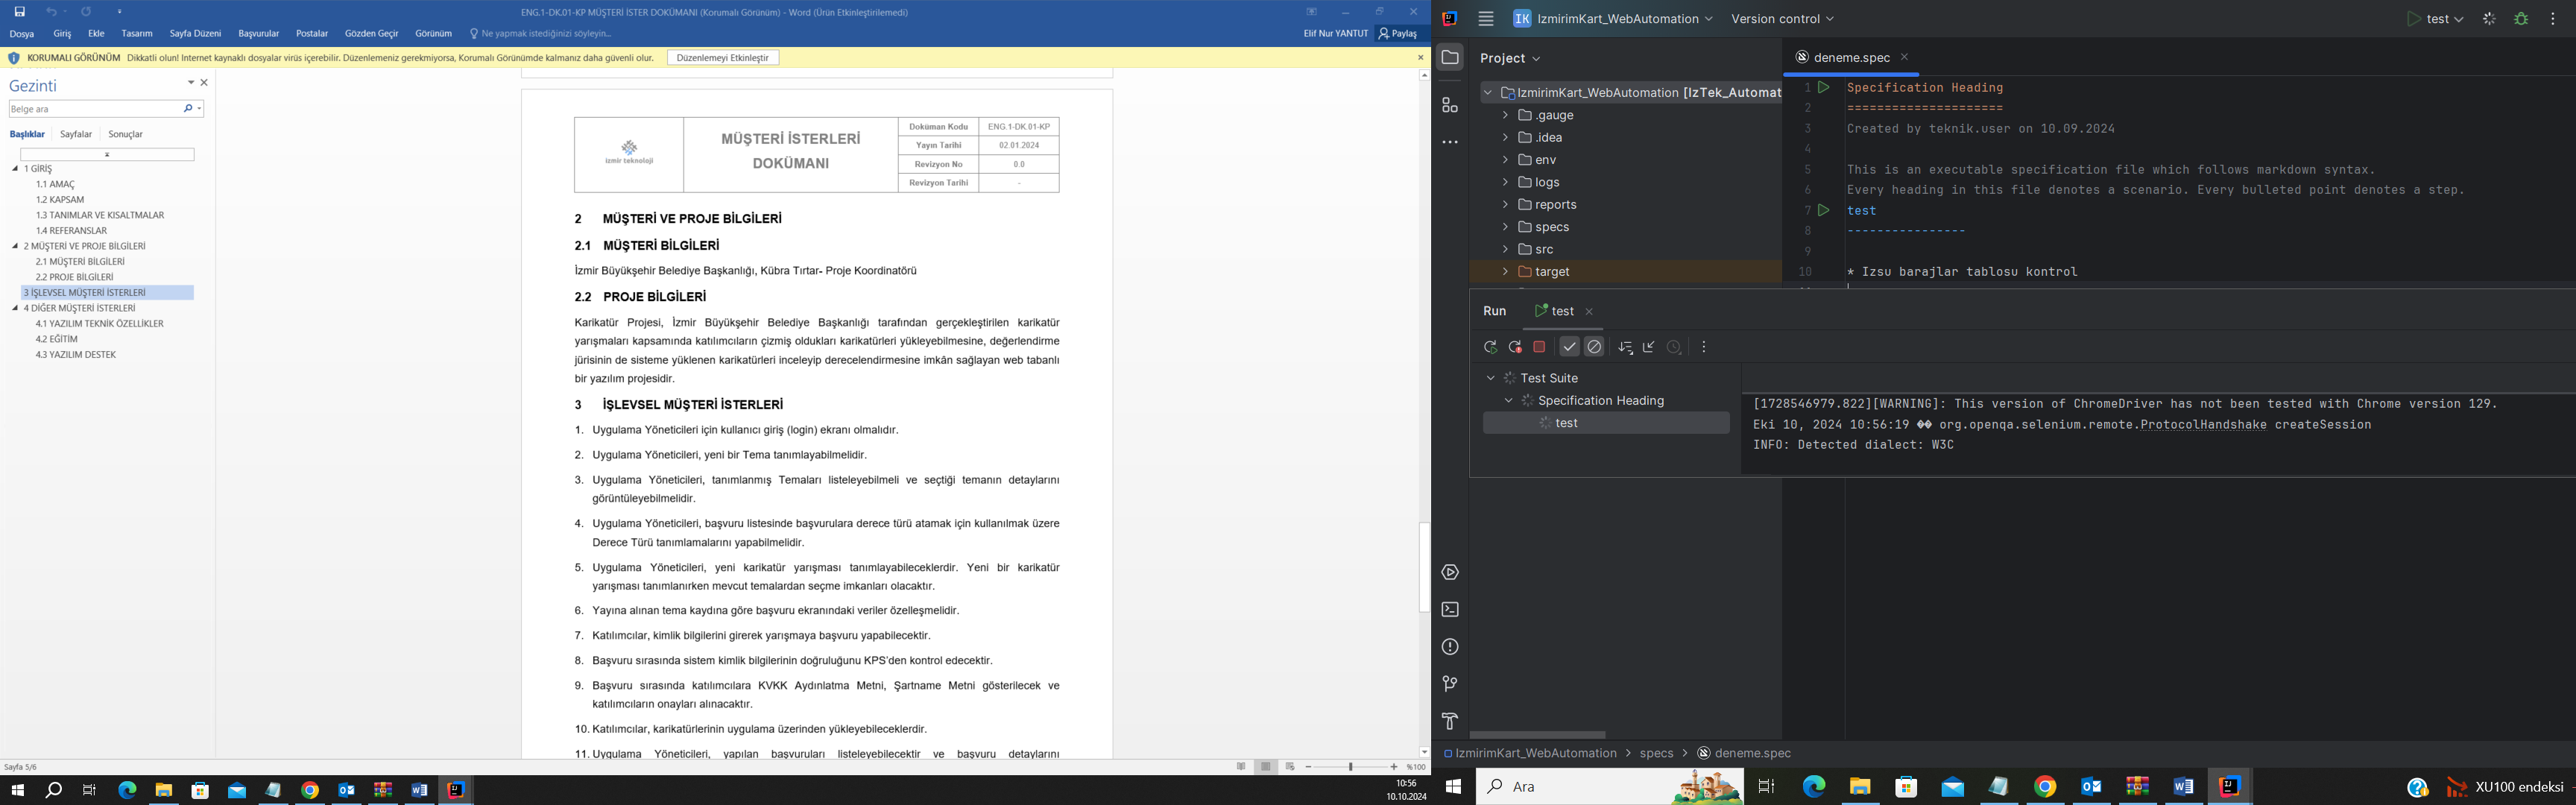 ENG.1-DK.01-KP MÜŞTERİ İSTER DOKÜMANI (Korumalı Görünüm) - Word (Ürün Etkinleştirilemedi)
Dosya Giriş Ekle Tasarım Sayfa Düzeni Başvurular Postalar Gözden Geçir Görünüm Ne yapmak istediğinizi söyleyin... Elif Nur YANTUT Paylaş
KORUMALI GÖRÜNÜM Dikkatli olun! Internet kaynaklı dosyalar virüs içerebilir. Düzenlemeniz gerekmiyorsa, Korumalı Görünümde kalmanız daha güvenli olur. Düzenlemeyi Etkinleştir
Gezinti
Belge ara
Başlıklar Sayfalar Sonuçlar
1 GİRİŞ
1.1 AMAÇ
1.2 KAPSAM
1.3 TANIMLAR VE KISALTMALAR
1.4 REFERANSLAR
2 MÜŞTERİ VE PROJE BİLGİLERİ
2.1 MÜŞTERİ BİLGİLERİ
2.2 PROJE BİLGİLERİ
3 İŞLEVSEL MÜŞTERİ İSTERLERİ
4 DİĞER MÜŞTERİ İSTERLERİ
4.1 YAZILIM TEKNİK ÖZELLİKLER
4.2 EĞİTİM
4.3 YAZILIM DESTEK
izmir teknoloji
MÜŞTERİ İSTERLERİ
DOKÜMANI
Doküman Kodu ENG.1-DK.01-KP
Yayın Tarihi 02.01.2024
Revizyon No 0.0
Revizyon Tarihi -
2 MÜŞTERİ VE PROJE BİLGİLERİ
2.1 MÜŞTERİ BİLGİLERİ
İzmir Büyükşehir Belediye Başkanlığı, Kübra Tırtar- Proje Koordinatörü
2.2 PROJE BİLGİLERİ
Karikatür Projesi, İzmir Büyükşehir Belediye Başkanlığı tarafından gerçekleştirilen karikatür
yarışmaları kapsamında katılımcıların çizmiş oldukları karikatürleri yükleyebilmesine, değerlendirme
jürisinin de sisteme yüklenen karikatürleri inceleyip derecelendirmesine imkân sağlayan web tabanlı
bir yazılım projesidir.
3 İŞLEVSEL MÜŞTERİ İSTERLERİ
1. Uygulama Yöneticileri için kullanıcı giriş (login) ekranı olmalıdır.
2. Uygulama Yöneticileri, yeni bir Tema tanımlayabilmelidir.
3. Uygulama Yöneticileri, tanımlanmış Temaları listeleyebilmeli ve seçtiği temanın detaylarını
görüntüleyebilmelidir.
4. Uygulama Yöneticileri, başvuru listesinde başvurulara derece türü atamak için kullanılmak üzere
Derece Türü tanımlamalarını yapabilmelidir.
5. Uygulama Yöneticileri, yeni karikatür yarışması tanımlayabileceklerdir. Yeni bir karikatür
yarışması tanımlanırken mevcut temalardan seçme imkanları olacaktır.
6. Yayına alınan tema kaydına göre başvuru ekranındaki veriler özelleşmelidir.
7. Katılımcılar, kimlik bilgilerini girerek yarışmaya başvuru yapabilecektir.
8. Başvuru sırasında sistem kimlik bilgilerinin doğruluğunu KPS'den kontrol edecektir.
9. Başvuru sırasında katılımcılara KVKK Aydınlatma Metni, Şartname Metni gösterilecek ve
katılımcıların onayları alınacaktır.
10. Katılımcılar, karikatürlerinin uygulama üzerinden yükleyebileceklerdir.
11. Uygulama Yöneticileri, yapılan başvuruları listeleyebilecektir ve başvuru detaylarını
Sayfa 5/6
%100
10:56
10.10.2024
IK IzmirimKart_WebAutomation Version control test
Project
IzmirimKart_WebAutomation [IzTek_Automat
.gauge
.idea
env
logs
reports
specs
src
target
deneme.spec
1 Specification Heading
2 =====================
3 Created by teknik.user on 10.09.2024
4
5 This is an executable specification file which follows markdown syntax.
6 Every heading in this file denotes a scenario. Every bulleted point denotes a step.
7 test
8 ----------------
9
10 * Izsu barajlar tablosu kontrol
Run test
Test Suite
Specification Heading
test
[1728546979.822][WARNING]: This version of ChromeDriver has not been tested with Chrome version 129.
Eki 10, 2024 10:56:19 �� org.openqa.selenium.remote.ProtocolHandshake createSession
INFO: Detected dialect: W3C
IzmirimKart_WebAutomation > specs > deneme.spec
Ara
XU100 endeksi